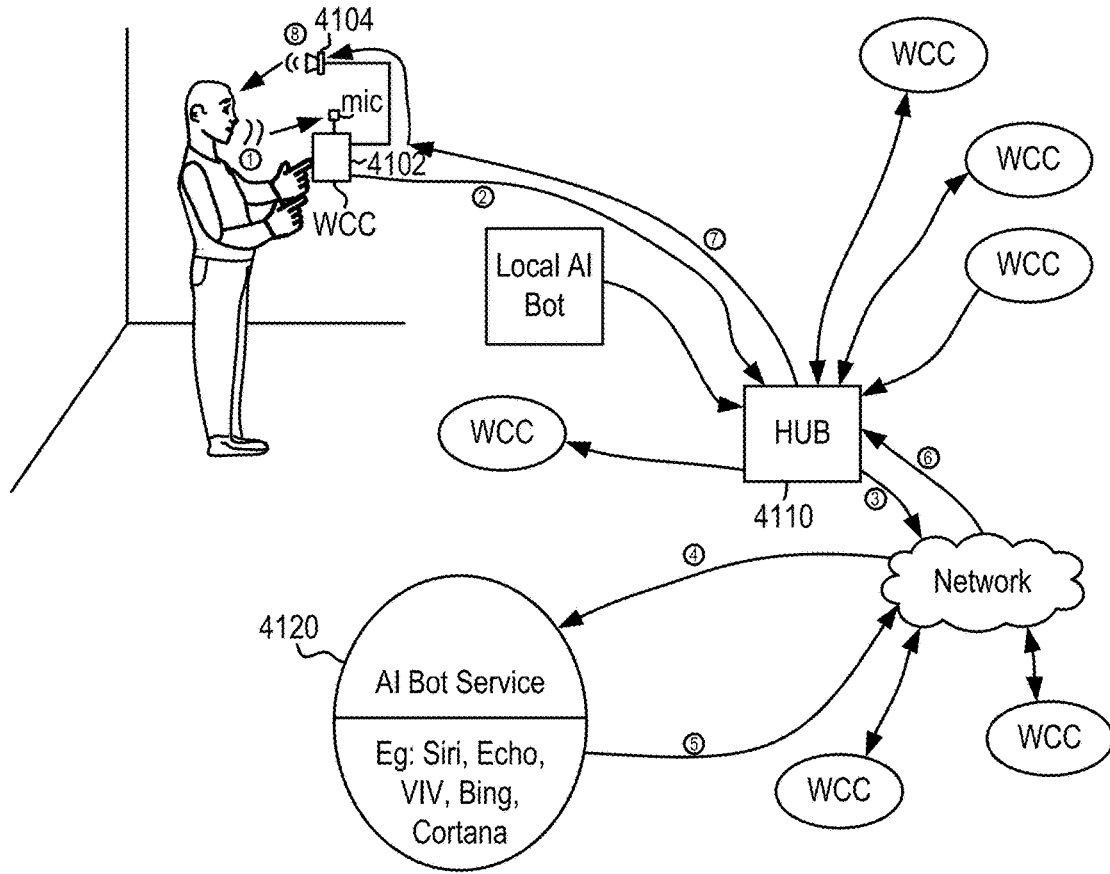 ⑧
4104
WCC
mic
①
4102
WCC
②
WCC
⑦
Local AI
Bot
WCC
WCC
HUB
⑥
③
4110
④
Network
4120
AI Bot Service
⑤
WCC
Eg: Siri, Echo,
VIV, Bing,
Cortana
WCC